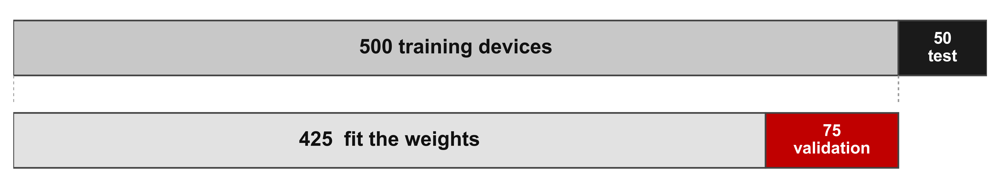 500 training devices
50
test
425  fit the weights
75
validation